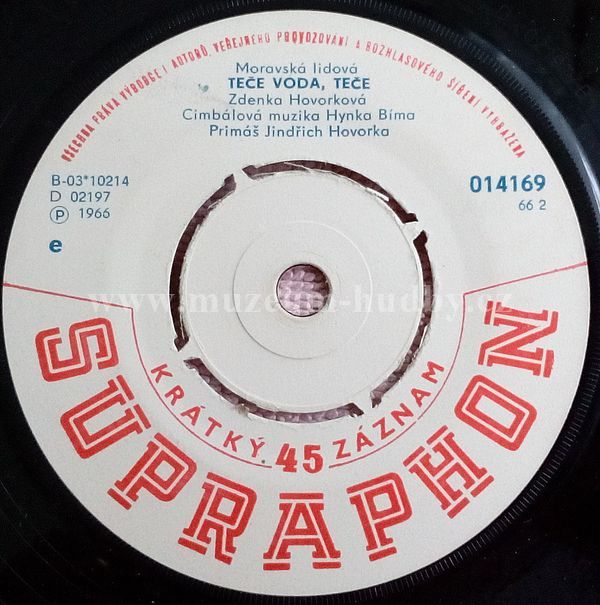 VŠECHNA PRÁVA VÝROBCE I AUTORŮ, VEŘEJNÉHO PROVOZOVÁNÍ A ROZHLASOVÉHO ŠÍŘENÍ VYHRAŽENA
Moravská lidová
TEČE VODA, TEČE
Zdenka Hovorková
Cimbálová muzika Hynka Bíma
Primáš Jindřich Hovorka
B-03*10214
D 02197
Ⓟ 1966
e
014169
66 2
www.muzeum-hudby.cz
KRÁTKÝ 45 ZÁZNAM
SUPRAPHON